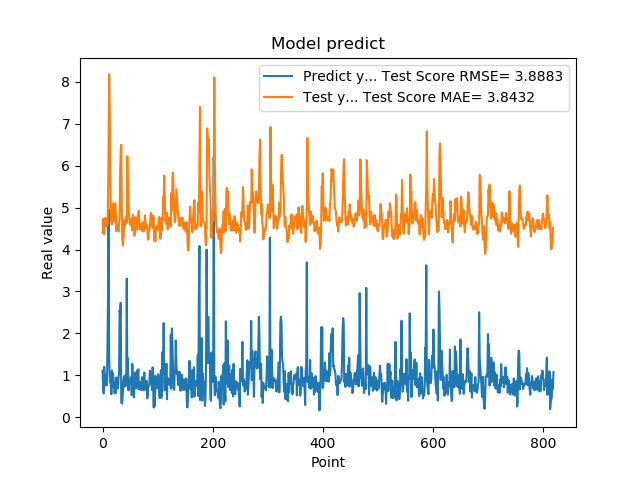 Model predict
Predict y... Test Score RMSE= 3.8883
Test y... Test Score MAE= 3.8432
Real value
8
7
6
5
4
3
2
1
0
0 200 400 600 800
Point